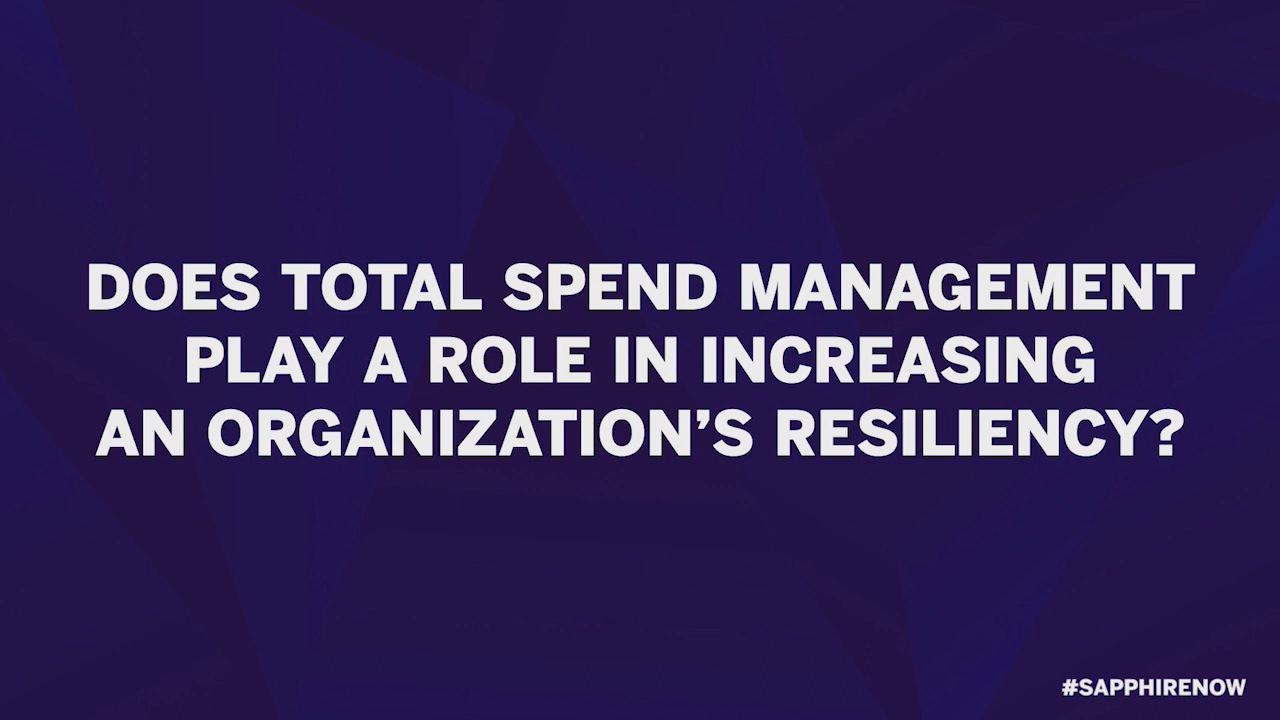 DOES TOTAL SPEND MANAGEMENT
PLAY A ROLE IN INCREASING
AN ORGANIZATION’S RESILIENCY?
#SAPPHIRENOW